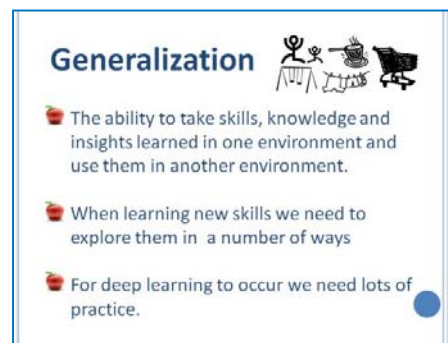 Generalization
The ability to take skills, knowledge and
insights learned in one environment and
use them in another environment.
When learning new skills we need to
explore them in a number of ways
For deep learning to occur we need lots of
practice.